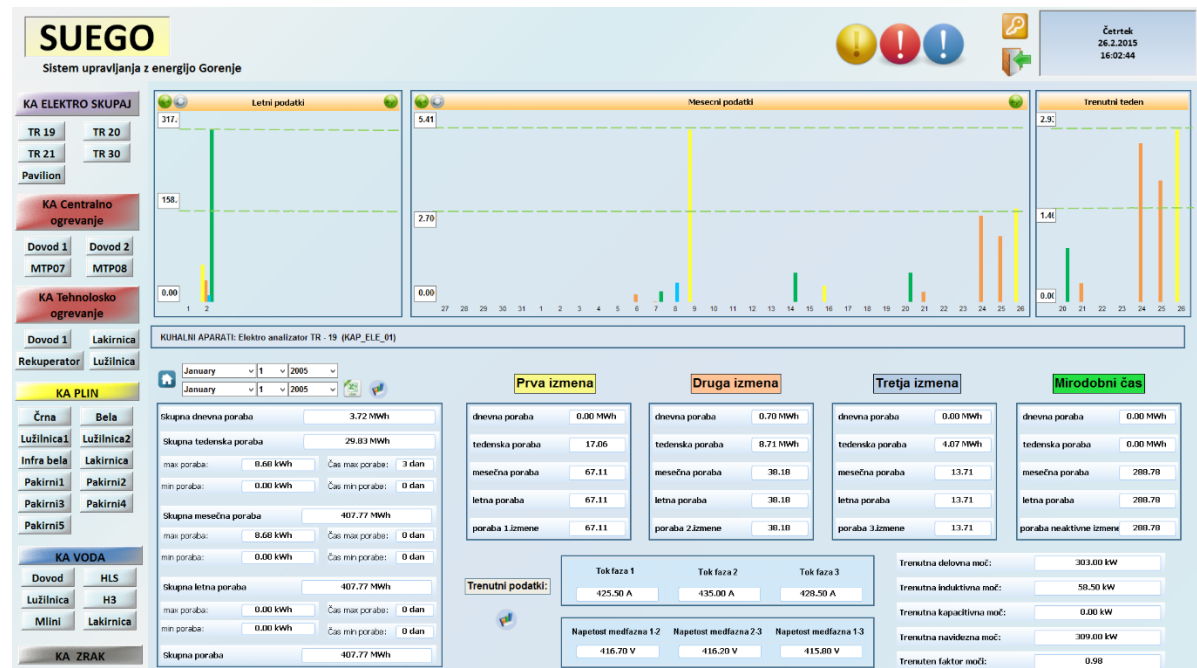 SUEGO
Sistem upravljanja z energijo Gorenje
Četrtek
26.2.2015
16:02:44
KA ELEKTRO SKUPAJ
TR 19 TR 20
TR 21 TR 30
Pavilion
KA Centralno
ogrevanje
Dovod 1 Dovod 2
MTP07 MTP08
KA Tehnolosko
ogrevanje
Dovod 1 Lakirnica
Rekuperator Lužilnica
KA PLIN
Črna Bela
Lužilnica1 Lužilnica2
Infra bela Lakirnica
Pakirni1 Pakirni2
Pakirni3 Pakirni4
Pakirni5
KA VODA
Dovod HLS
Lužilnica H3
Mlini Lakirnica
KA ZRAK
Letni podatki
317.
158.
0.00
1 2
Mesecni podatki
5.41
2.70
0.00
27 28 29 30 31 1 2 3 4 5 6 7 8 9 10 11 12 13 14 15 16 17 18 19 20 21 22 23 24 25 26
Trenutni teden
0.00
20 21 22 23 24 25 26
KUHALNI APARATI: Elektro analizator TR - 19 (KAP_ELE_01)
January 1 2005
January 1 2005
Skupna dnevna poraba 3.72 MWh
Skupna tedenska poraba 29.83 MWh
max poraba: 8.68 kWh Čas max porabe: 3 dan
min poraba: 0.00 kWh Čas min porabe: 0 dan
Skupna mesečna poraba 407.77 MWh
max poraba: 8.68 kWh Čas max porabe: 0 dan
min poraba: 0.00 kWh Čas min porabe: 0 dan
Skupna letna poraba 407.77 MWh
max poraba: 0.00 kWh Čas max porabe: 0 dan
min poraba: 0.00 kWh Čas min porabe: 0 dan
Skupna poraba 407.77 MWh
Prva izmena
dnevna poraba 0.00 MWh
tedenska poraba 17.06
mesečna poraba 67.11
letna poraba 67.11
poraba 1.izmene 67.11
Druga izmena
dnevna poraba 0.70 MWh
tedenska poraba 8.71 MWh
mesečna poraba 38.18
letna poraba 38.18
poraba 2.izmene 38.18
Tretja izmena
dnevna poraba 0.00 MWh
tedenska poraba 4.07 MWh
mesečna poraba 13.71
letna poraba 13.71
poraba 3.izmene 13.71
Mirodobni čas
dnevna poraba 0.00 MWh
tedenska poraba 0.00 MWh
mesečna poraba 288.78
letna poraba 288.78
poraba neaktivne izmene 288.78
Trenutni podatki:
Tok faza 1 Tok faza 2 Tok faza 3
425.50 A 435.00 A 428.50 A
Napetost medfazna 1-2 Napetost medfazna 2-3 Napetost medfazna 1-3
416.70 V 416.20 V 415.80 V
Trenutna delovna moč: 303.00 kW
Trenutna induktivna moč: 58.50 kW
Trenutna kapacitivna moč: 0.00 kW
Trenutna navidezna moč: 309.00 kW
Trenuten faktor moči: 0.98